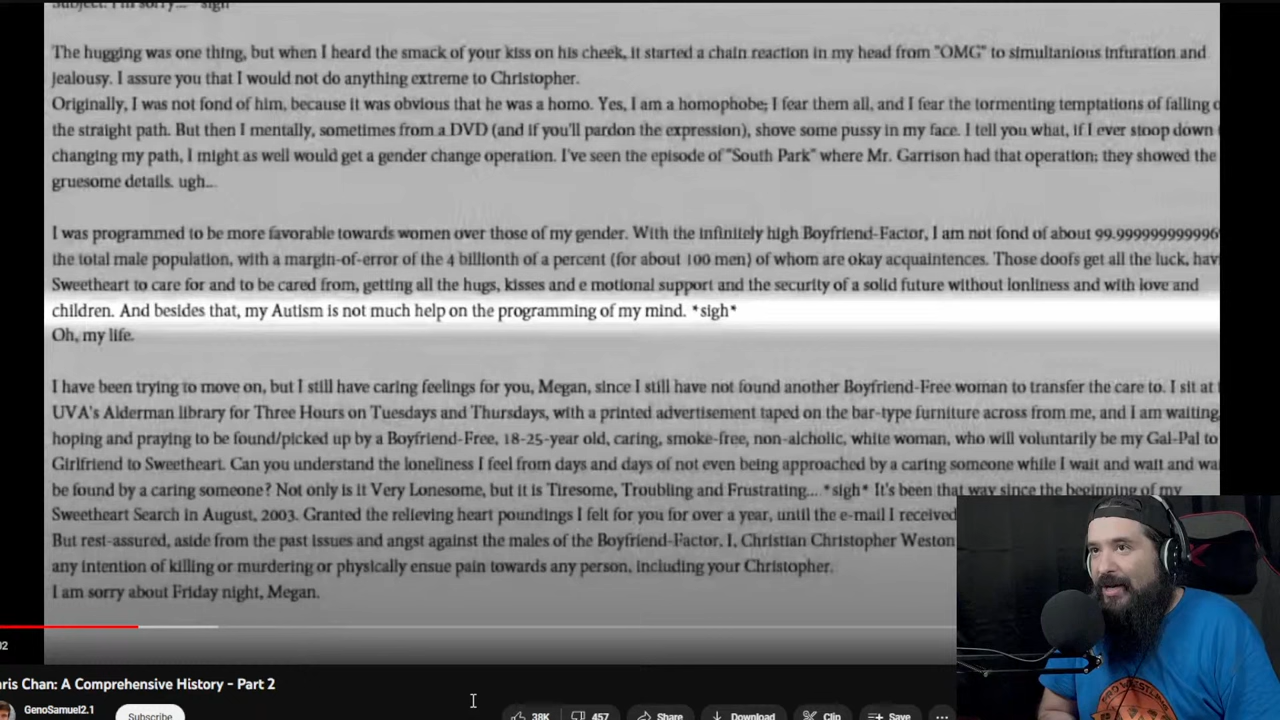 Subject: I'm sorry... *sigh*
The hugging was one thing, but when I heard the smack of your kiss on his cheek, it started a chain reaction in my head from "OMG" to simultanious infuration and
jealousy. I assure you that I would not do anything extreme to Christopher.
Originally, I was not fond of him, because it was obvious that he was a homo. Yes, I am a homophobe; I fear them all, and I fear the tormenting temptations of falling o
the straight path. But then I mentally, sometimes from a DVD (and if you'll pardon the expression), shove some pussy in my face. I tell you what, if I ever stoop down
changing my path, I might as well would get a gender change operation. I've seen the episode of "South Park" where Mr. Garrison had that operation; they showed the
gruesome details. ugh...
I was programmed to be more favorable towards women over those of my gender. With the infinitely high Boyfriend-Factor, I am not fond of about 99.999999999996
the total male population, with a margin-of-error of the 4 billionth of a percent (for about 100 men) of whom are okay acquaintences. Those doofs get all the luck, hav
Sweetheart to care for and to be cared from, getting all the hugs, kisses and e motional support and the security of a solid future without lonliness and with love and
children. And besides that, my Autism is not much help on the programming of my mind. *sigh*
Oh, my life.
I have been trying to move on, but I still have caring feelings for you, Megan, since I still have not found another Boyfriend-Free woman to transfer the care to. I sit at
UVA's Alderman library for Three Hours on Tuesdays and Thursdays, with a printed advertisement taped on the bar-type furniture across from me, and I am waiting,
hoping and praying to be found/picked up by a Boyfriend-Free, 18-25-year old, caring, smoke-free, non-alcholic, white woman, who will voluntarily be my Gal-Pal to
Girlfriend to Sweetheart. Can you understand the loneliness I feel from days and days of not even being approached by a caring someone while I wait and wait and wa
be found by a caring someone? Not only is it Very Lonesome, but it is Tiresome, Troubling and Frustrating... *sigh* It's been that way since the beginning of my
Sweetheart Search in August, 2003. Granted the relieving heart poundings I felt for you for over a year, until the e-mail I received
But rest-assured, aside from the past issues and angst against the males of the Boyfriend-Factor, I, Christian Christopher Weston
any intention of killing or murdering or physically ensue pain towards any person, including your Christopher.
I am sorry about Friday night, Megan.
02
aris Chan: A Comprehensive History - Part 2
GenoSamuel2.1
Subscribe
38K
457
Share
Download
Clip
Save